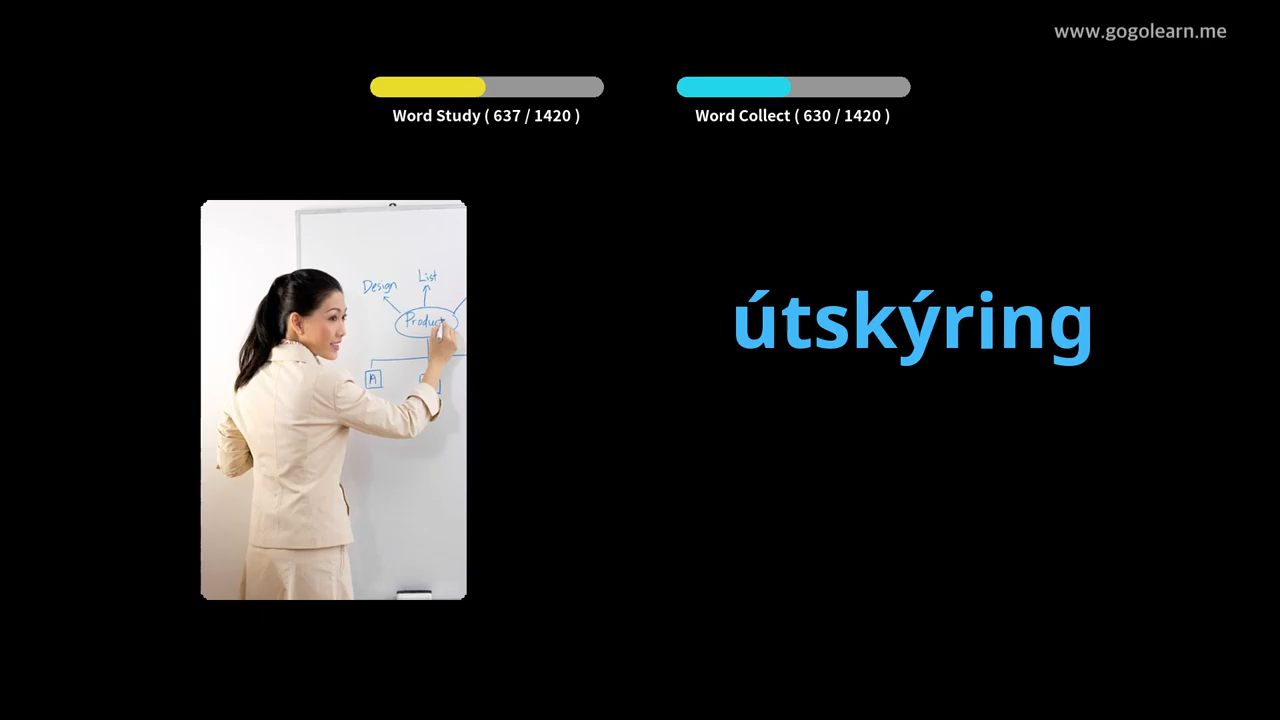 www.gogolearn.me
Word Study ( 637 / 1420 )
Word Collect ( 630 / 1420 )
Design
List
Product
A
útskýring